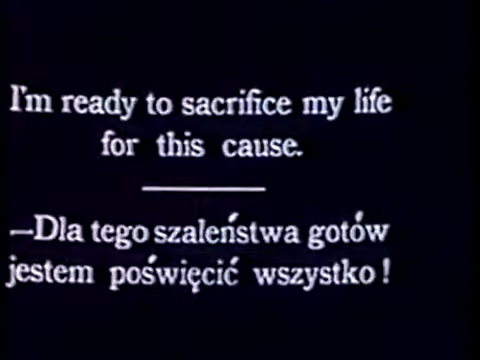 I'm ready to sacrifice my life
for this cause.
—Dla tego szaleństwa gotów
jestem poświęcić wszystko!